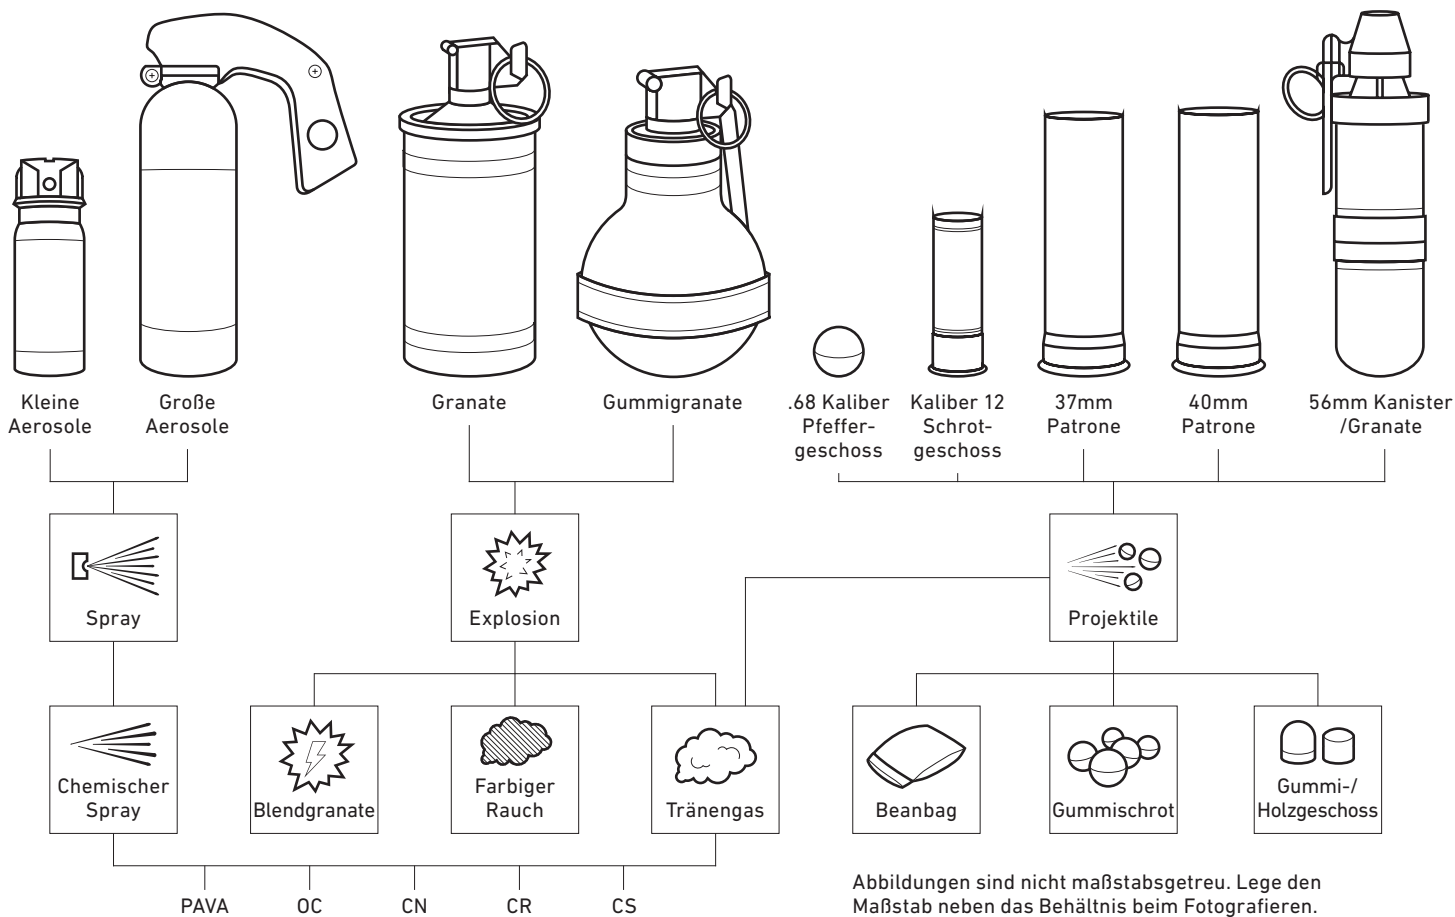 Kleine
Aerosole
Große
Aerosole
Granate
Gummigranate
.68 Kaliber
Pfeffer-
geschoss
Kaliber 12
Schrot-
geschoss
37mm
Patrone
40mm
Patrone
56mm Kanister
/Granate
Spray
Explosion
Projektile
Chemischer
Spray
Blendgranate
Farbiger
Rauch
Tränengas
Beanbag
Gummischrot
Gummi-/
Holzgeschoss
PAVA
OC
CN
CR
CS
Abbildungen sind nicht maßstabsgetreu. Lege den
Maßstab neben das Behältnis beim Fotografieren.